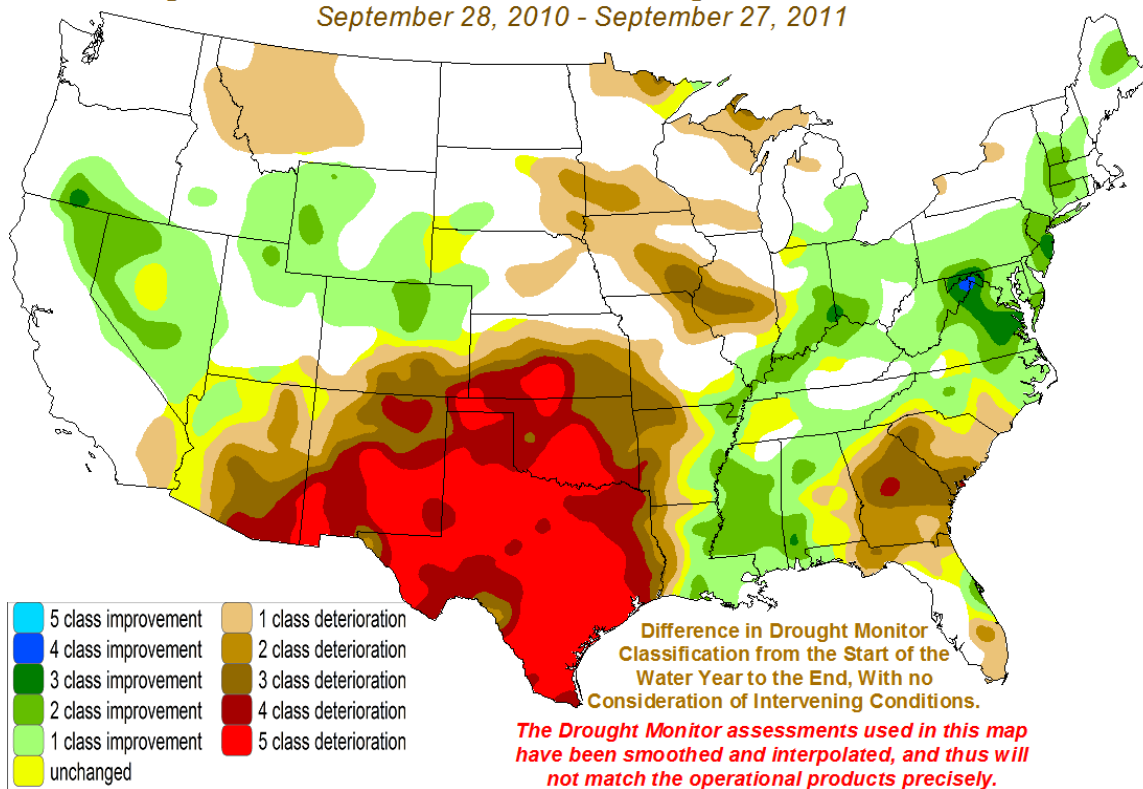 September 28, 2010 - September 27, 2011
5 class improvement
4 class improvement
3 class improvement
2 class improvement
1 class improvement
unchanged
1 class deterioration
2 class deterioration
3 class deterioration
4 class deterioration
5 class deterioration
Difference in Drought Monitor
Classification from the Start of the
Water Year to the End, With no
Consideration of Intervening Conditions.
The Drought Monitor assessments used in this map
have been smoothed and interpolated, and thus will
not match the operational products precisely.